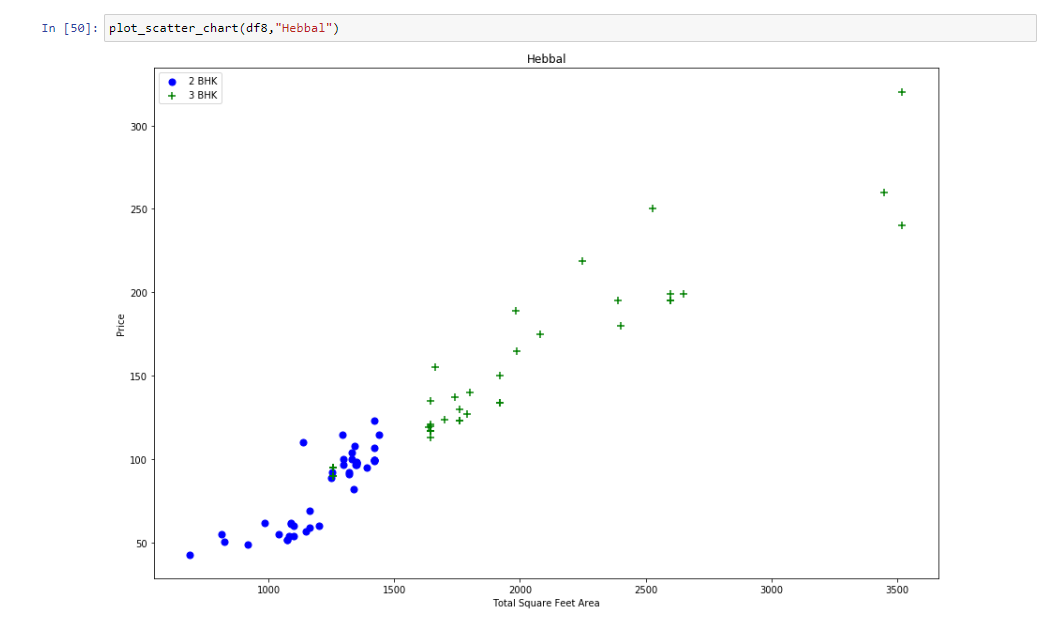 In [50]: plot_scatter_chart(df8,"Hebbal")
Hebbal
2 BHK
3 BHK
300
250
200
150
100
50
Price
1000 1500 2000 2500 3000 3500
Total Square Feet Area